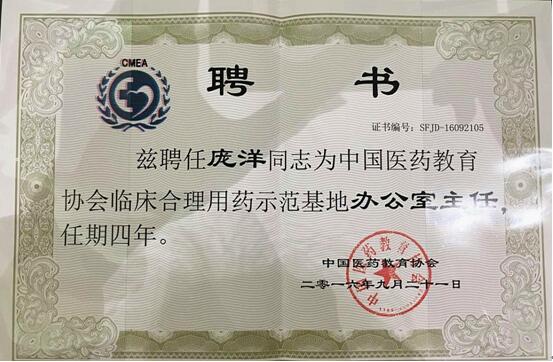 CMEA
聘 书
证书编号：SFJD-16092105
兹聘任庞洋同志为中国医药教育
协会临床合理用药示范基地办公室主任，
任期四年。
中国医药教育协会
二零一六年九月二十一日